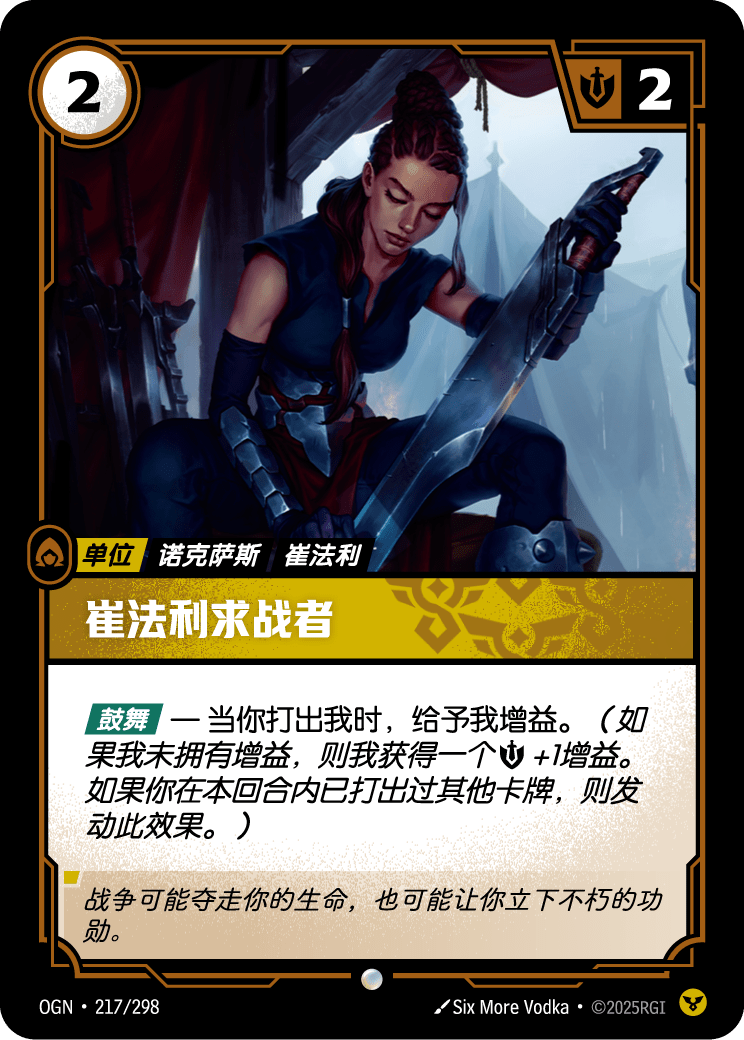 2
2
单位 诺克萨斯 崔法利
崔法利求战者
鼓舞 — 当你打出我时，给予我增益。（如
果我未拥有增益，则我获得一个 +1增益。
如果你在本回合内已打出过其他卡牌，则发
动此效果。）
战争可能夺走你的生命，也可能让你立下不朽的功
勋。
OGN • 217/298
Six More Vodka • ©2025RGI